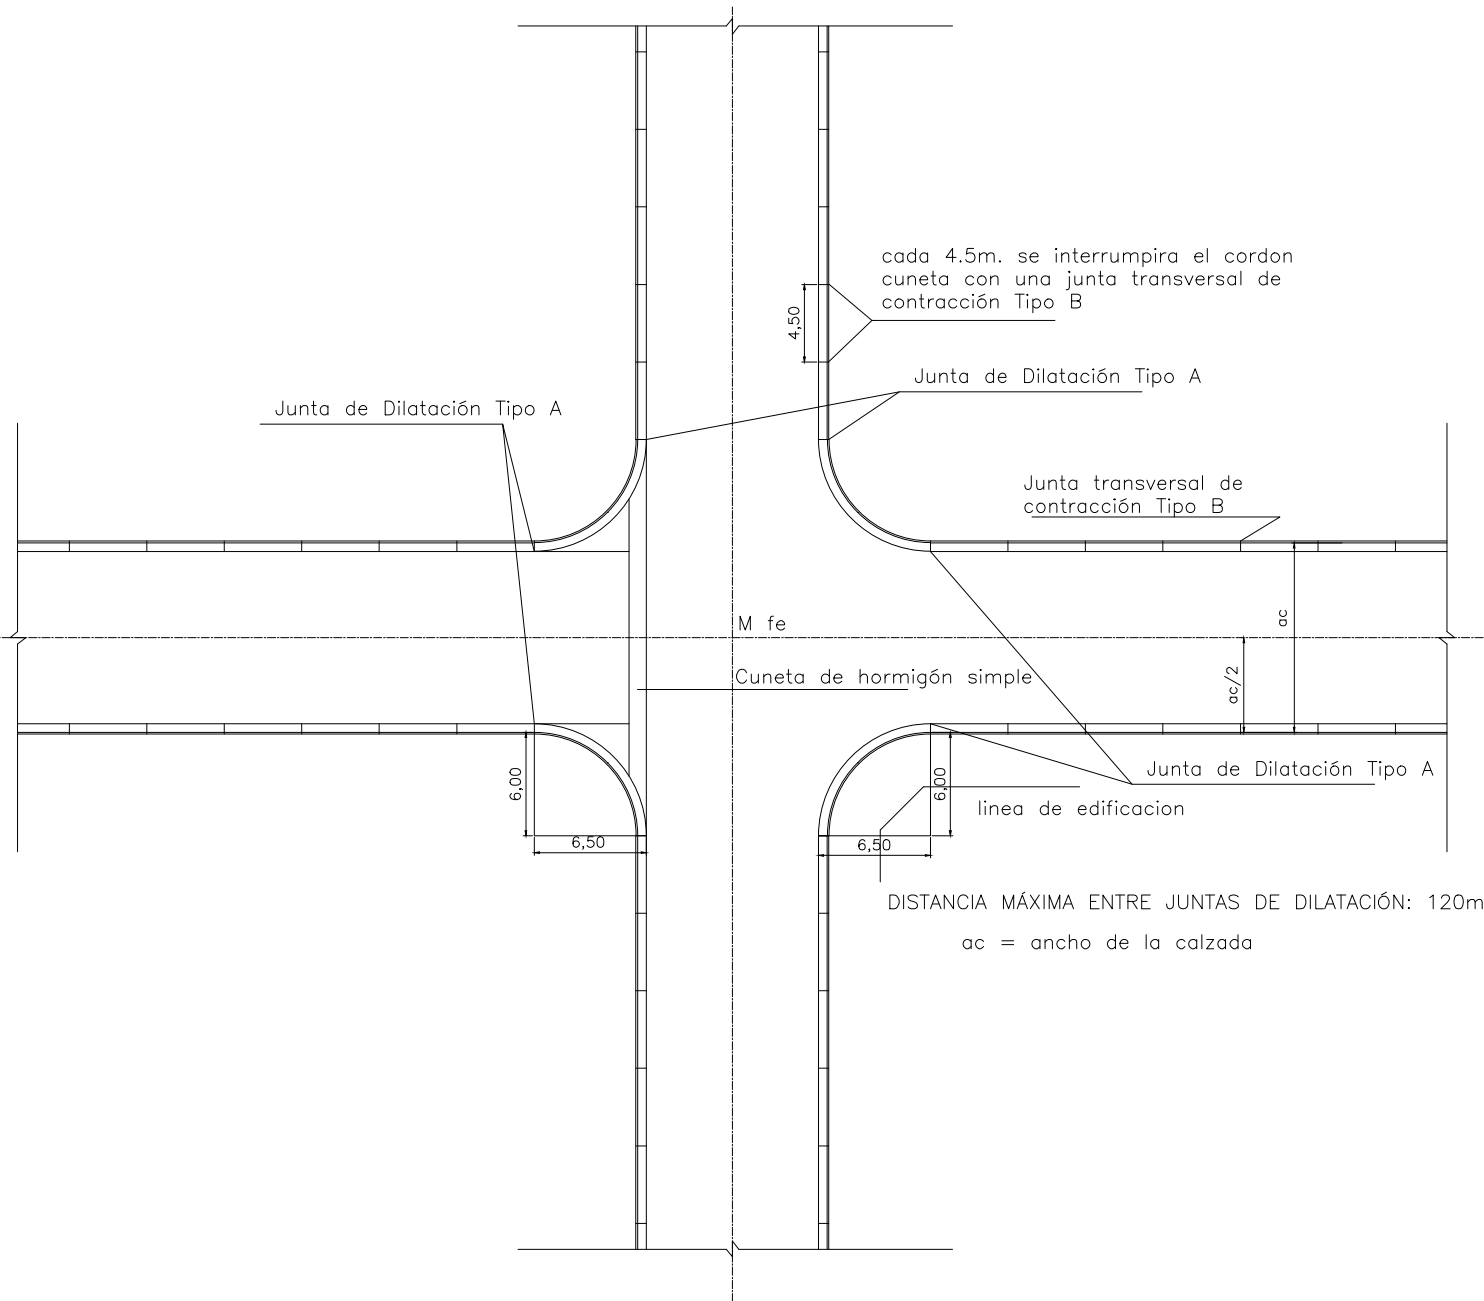 cada 4.5m. se interrumpira el cordon
cuneta con una junta transversal de
contracción Tipo B
4,50
Junta de Dilatación Tipo A
Junta de Dilatación Tipo A
Junta transversal de
contracción Tipo B
M fe
ac
Cuneta de hormigón simple
ac/2
Junta de Dilatación Tipo A
6,00
6,00
linea de edificacion
6,50
6,50
DISTANCIA MÁXIMA ENTRE JUNTAS DE DILATACIÓN: 120m
ac = ancho de la calzada